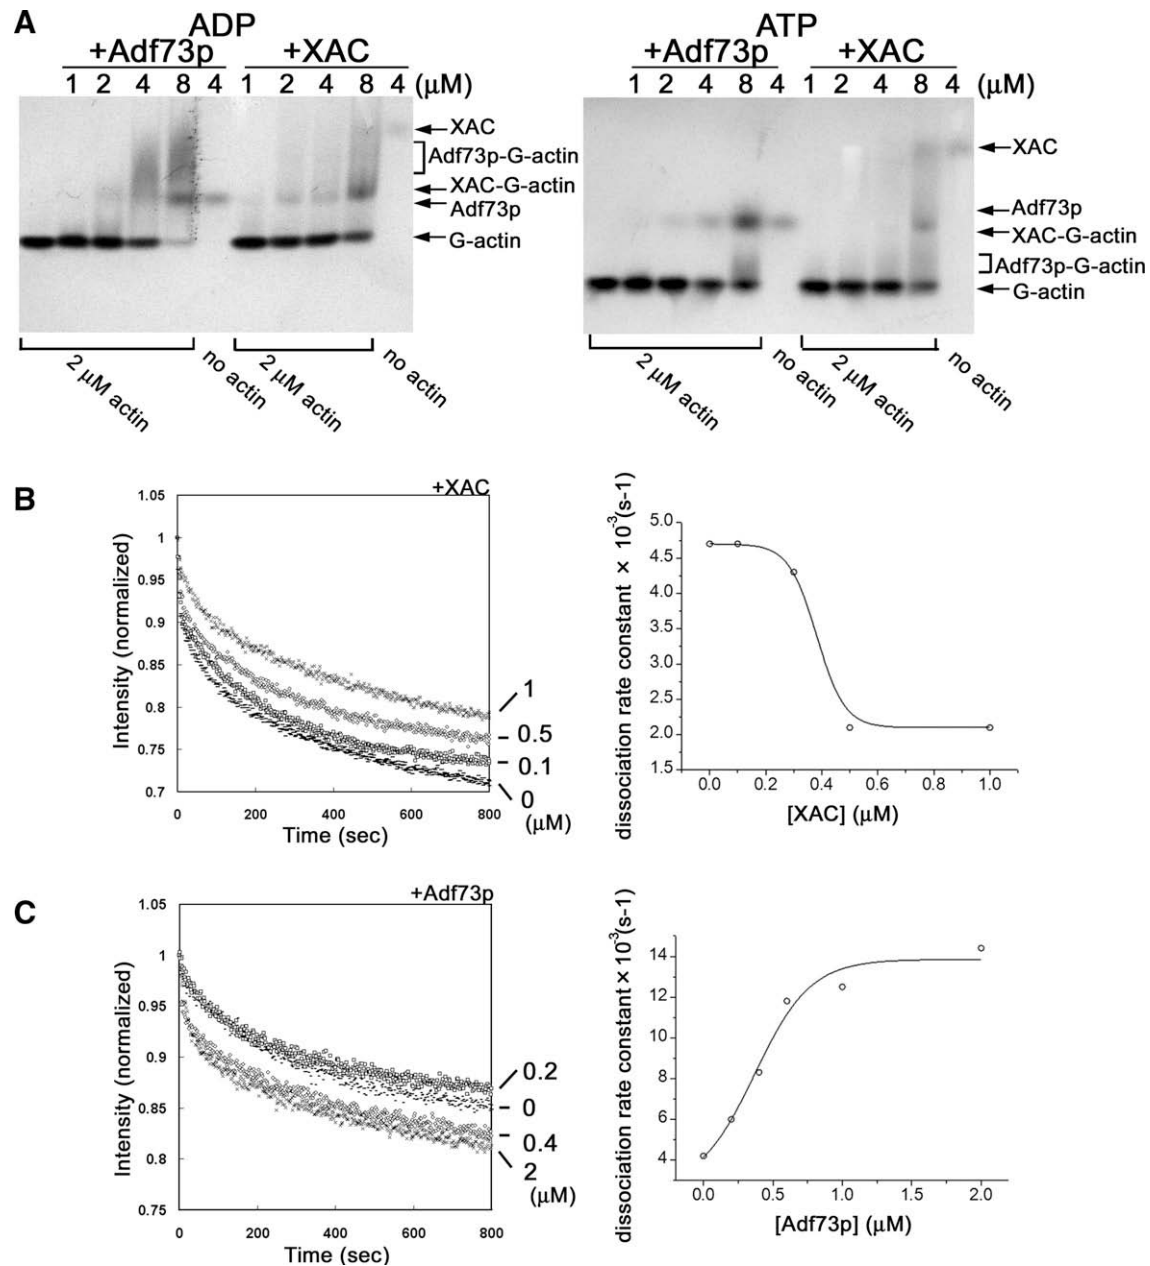 A
ADP
ATP
+Adf73p
+XAC
+Adf73p
+XAC
1 2 4 8 4 1 2 4 8 4 (μM)
1 2 4 8 4 1 2 4 8 4 (μM)
XAC
Adf73p-G-actin
XAC-G-actin
Adf73p
G-actin
XAC
Adf73p
XAC-G-actin
Adf73p-G-actin
G-actin
2 μM actin
no actin
2 μM actin
no actin
2 μM actin
no actin
2 μM actin
no actin
B
+XAC
Intensity (normalized)
1.05
1
0.95
0.9
0.85
0.8
0.75
0.7
0 200 400 600 800
Time (sec)
1
0.5
0.1
0
(μM)
dissociation rate constant × 10-3(s-1)
5.0
4.5
4.0
3.5
3.0
2.5
2.0
1.5
0.0 0.2 0.4 0.6 0.8 1.0
[XAC] (μM)
C
+Adf73p
Intensity (normalized)
1.05
1
0.95
0.9
0.85
0.8
0.75
0 200 400 600 800
Time (sec)
0.2
0
0.4
2
(μM)
dissociation rate constant ×10-3(s-1)
14
12
10
8
6
4
0.0 0.5 1.0 1.5 2.0
[Adf73p] (μM)